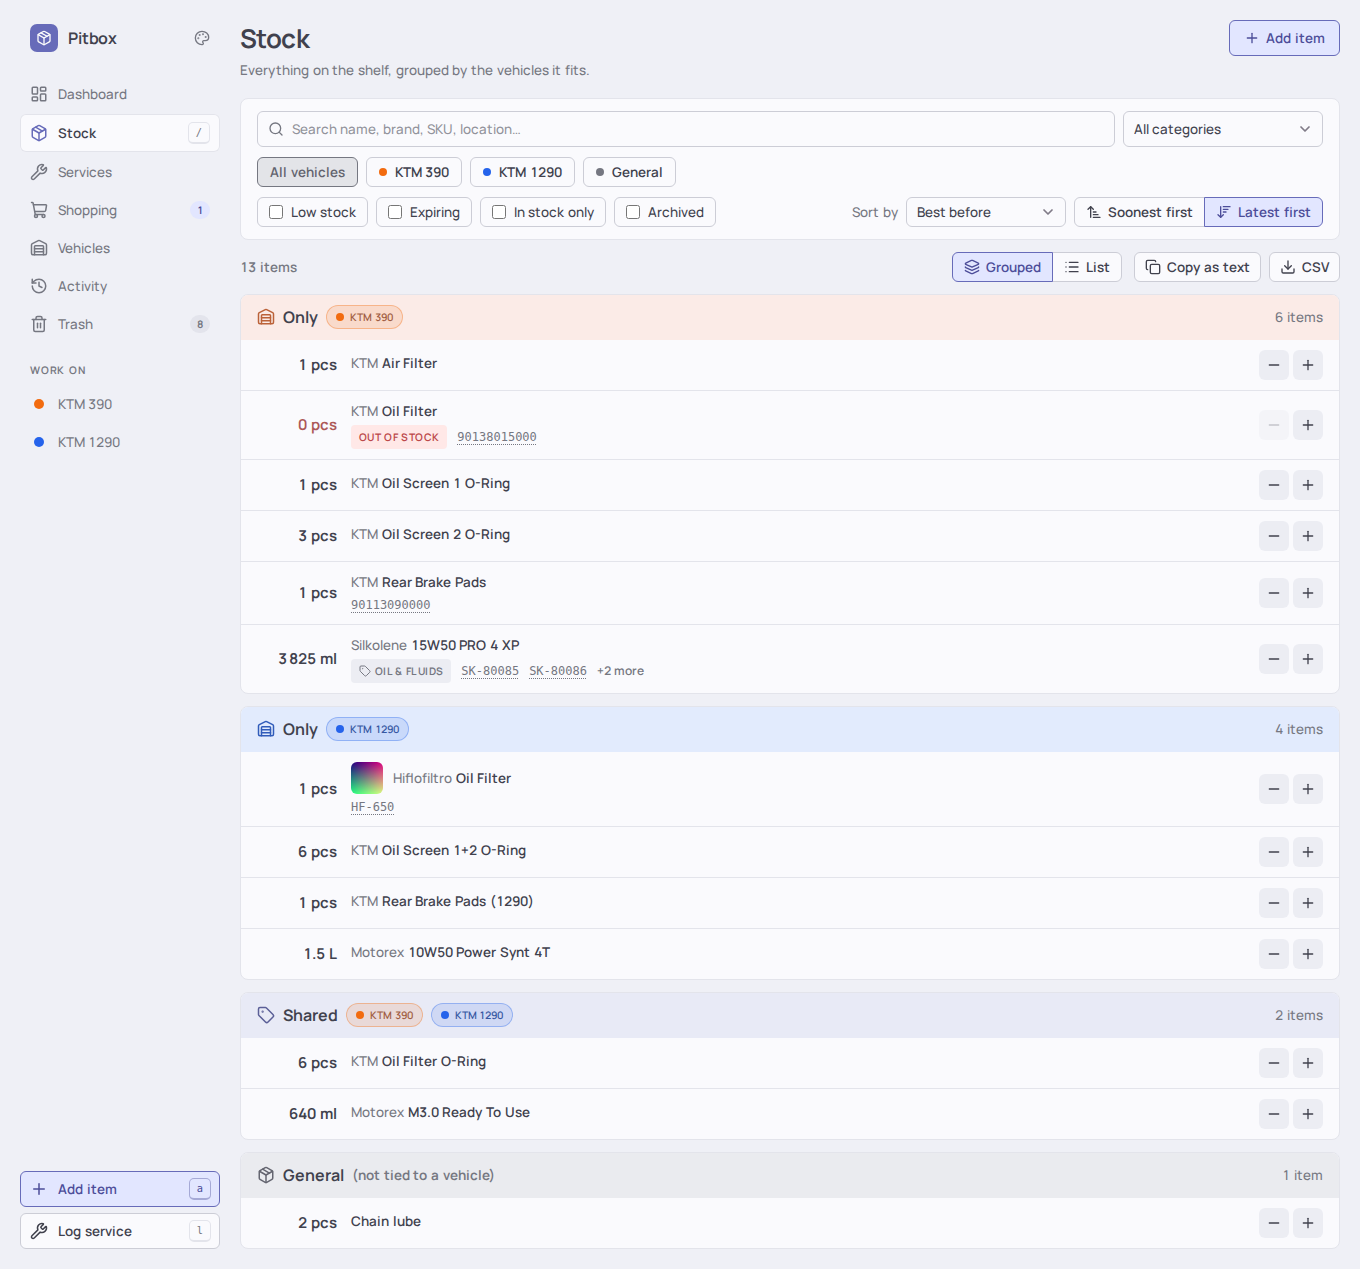 Pitbox
Dashboard
Stock /
Services
Shopping 1
Vehicles
Activity
Trash 8
WORK ON
KTM 390
KTM 1290
Add item a
Log service l
Stock
Add item
Everything on the shelf, grouped by the vehicles it fits.
Search name, brand, SKU, location…
All categories
All vehicles KTM 390 KTM 1290 General
Low stock Expiring In stock only Archived Sort by Best before Soonest first Latest first
13 items Grouped List Copy as text CSV
Only KTM 390 6 items
1 pcs KTM Air Filter
0 pcs KTM Oil Filter
OUT OF STOCK 90138015000
1 pcs KTM Oil Screen 1 O-Ring
3 pcs KTM Oil Screen 2 O-Ring
1 pcs KTM Rear Brake Pads
90113090000
3 825 ml Silkolene 15W50 PRO 4 XP
OIL & FLUIDS SK-80085 SK-80086 +2 more
Only KTM 1290 4 items
1 pcs Hiflofiltro Oil Filter
HF-650
6 pcs KTM Oil Screen 1+2 O-Ring
1 pcs KTM Rear Brake Pads (1290)
1.5 L Motorex 10W50 Power Synt 4T
Shared KTM 390 KTM 1290 2 items
6 pcs KTM Oil Filter O-Ring
640 ml Motorex M3.0 Ready To Use
General (not tied to a vehicle) 1 item
2 pcs Chain lube